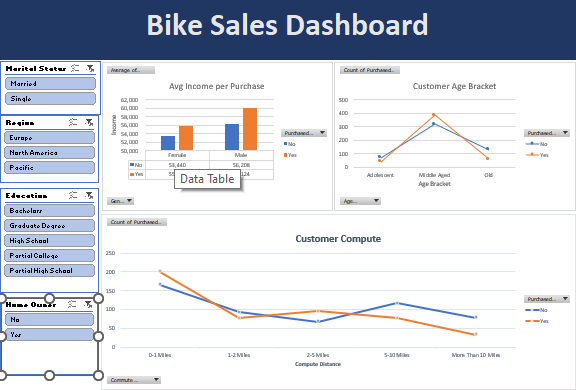 Bike Sales Dashboard
Marital Status
Married
Single
Region
Europe
North America
Pacific
Education
Bachelors
Graduate Degree
High School
Partial College
Partial High School
Home Owner
No
Yes
Average of..
Avg Income per Purchase
62,000
60,000
58,000
56,000
54,000
52,000
50,000
Income
Female
Male
No
53,440
56,208
Yes
Data Table
Purchased...
No
Yes
Gen...
Count of Purchased...
Customer Age Bracket
500
400
300
200
100
0
Adolescent
Middle Aged
Old
Age Bracket
Purchased...
No
Yes
Age...
Count of Purchased...
Customer Compute
250
200
150
100
50
0
0-1 Miles
1-2 Miles
2-5 Miles
5-10 Miles
More Than 10 Miles
Compute Distance
Purchased...
No
Yes
Commute ...